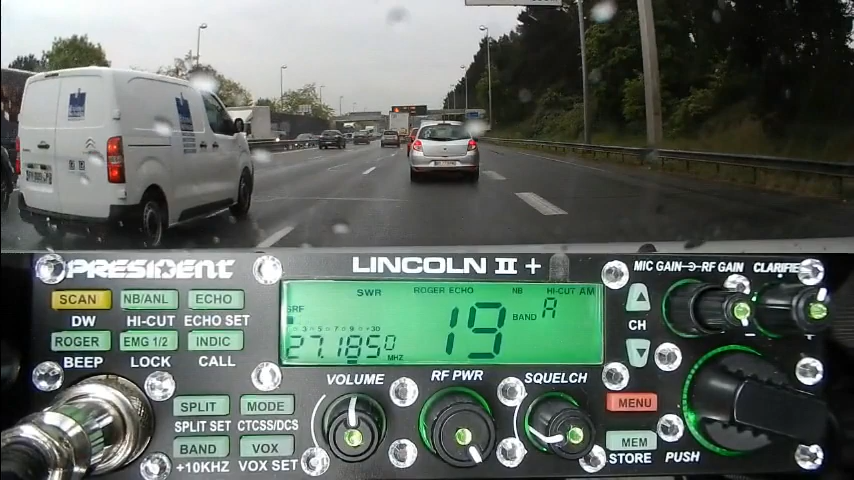 PRESIDENT
LINCOLN II +
MIC GAIN RF GAIN CLARIFIER
SCAN NB/ANL ECHO
DW HI-CUT ECHO SET
ROGER EMG 1/2 INDIC
BEEP LOCK CALL
SWR ROGER ECHO NB HI-CUT AM
SRF
19 BAND A
27.1850 MHZ
CH
SPLIT MODE
SPLIT SET CTCSS/DCS
BAND VOX
+10KHZ VOX SET
VOLUME RF PWR SQUELCH
MENU
MEM
STORE PUSH